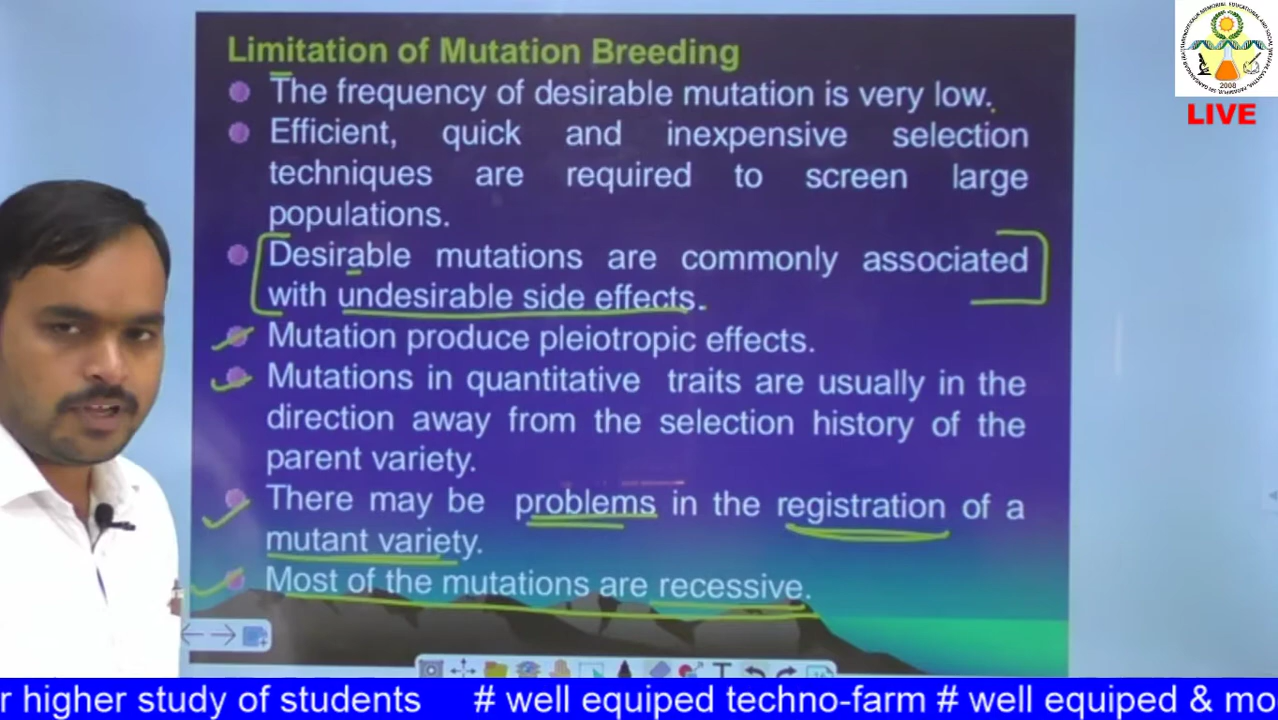 Limitation of Mutation Breeding
The frequency of desirable mutation is very low.
Efficient, quick and inexpensive selection
techniques are required to screen large
populations.
Desirable mutations are commonly associated
with undesirable side effects.
Mutation produce pleiotropic effects.
Mutations in quantitative traits are usually in the
direction away from the selection history of the
parent variety.
There may be problems in the registration of a
mutant variety.
Most of the mutations are recessive.
2008
LIVE
r higher study of students # well equiped techno-farm # well equiped & mo